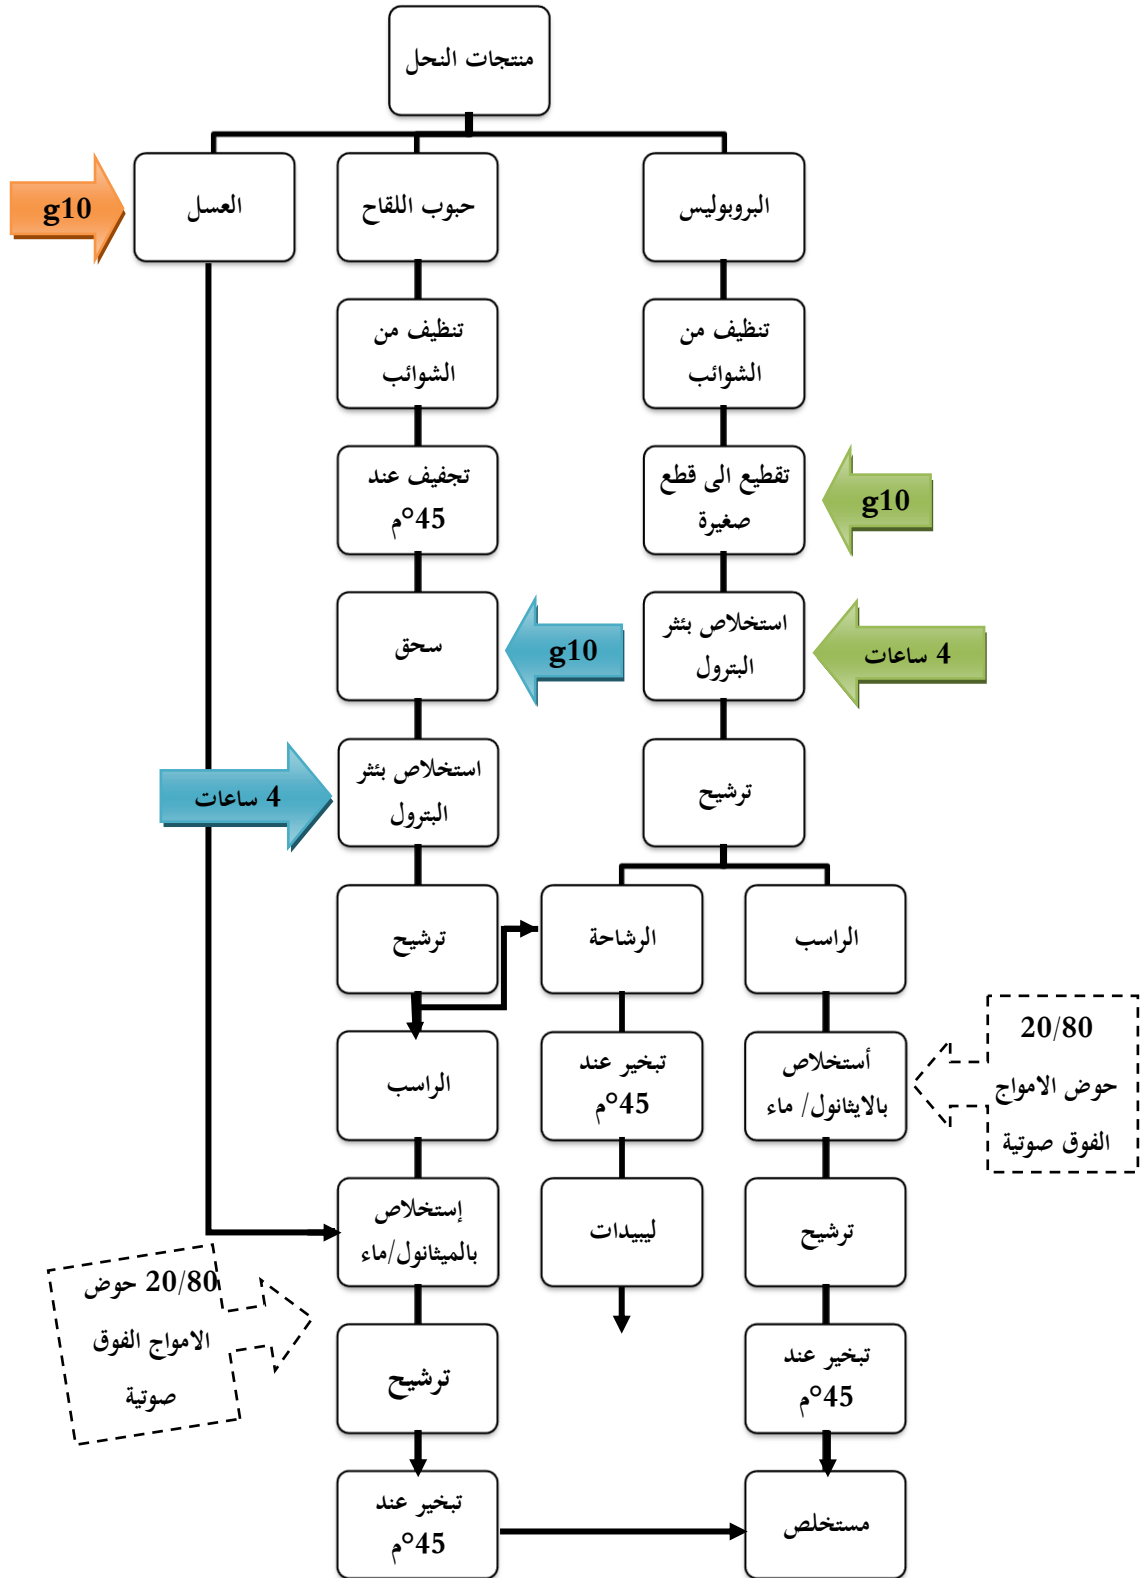 منتجات النحل
البروبوليس
حبوب اللقاح
العسل
g10
تنظيف من
الشوائب
تنظيف من
الشوائب
تقطيع الى قطع
صغيرة
g10
تجفيف عند
45°م
استخلاص بئثر
البترول
4 ساعات
سحق
g10
ترشيح
استخلاص بئثر
البترول
4 ساعات
الراسب
الرشاحة
ترشيح
20/80
حوض الامواج
الفوق صوتية
أستخلاص
بالايثانول/ ماء
تبخير عند
45°م
الراسب
ترشيح
ليبيدات
إستخلاص
بالميثانول/ماء
20/80 حوض
الامواج الفوق
صوتية
تبخير عند
45°م
ترشيح
مستخلص
تبخير عند
45°م